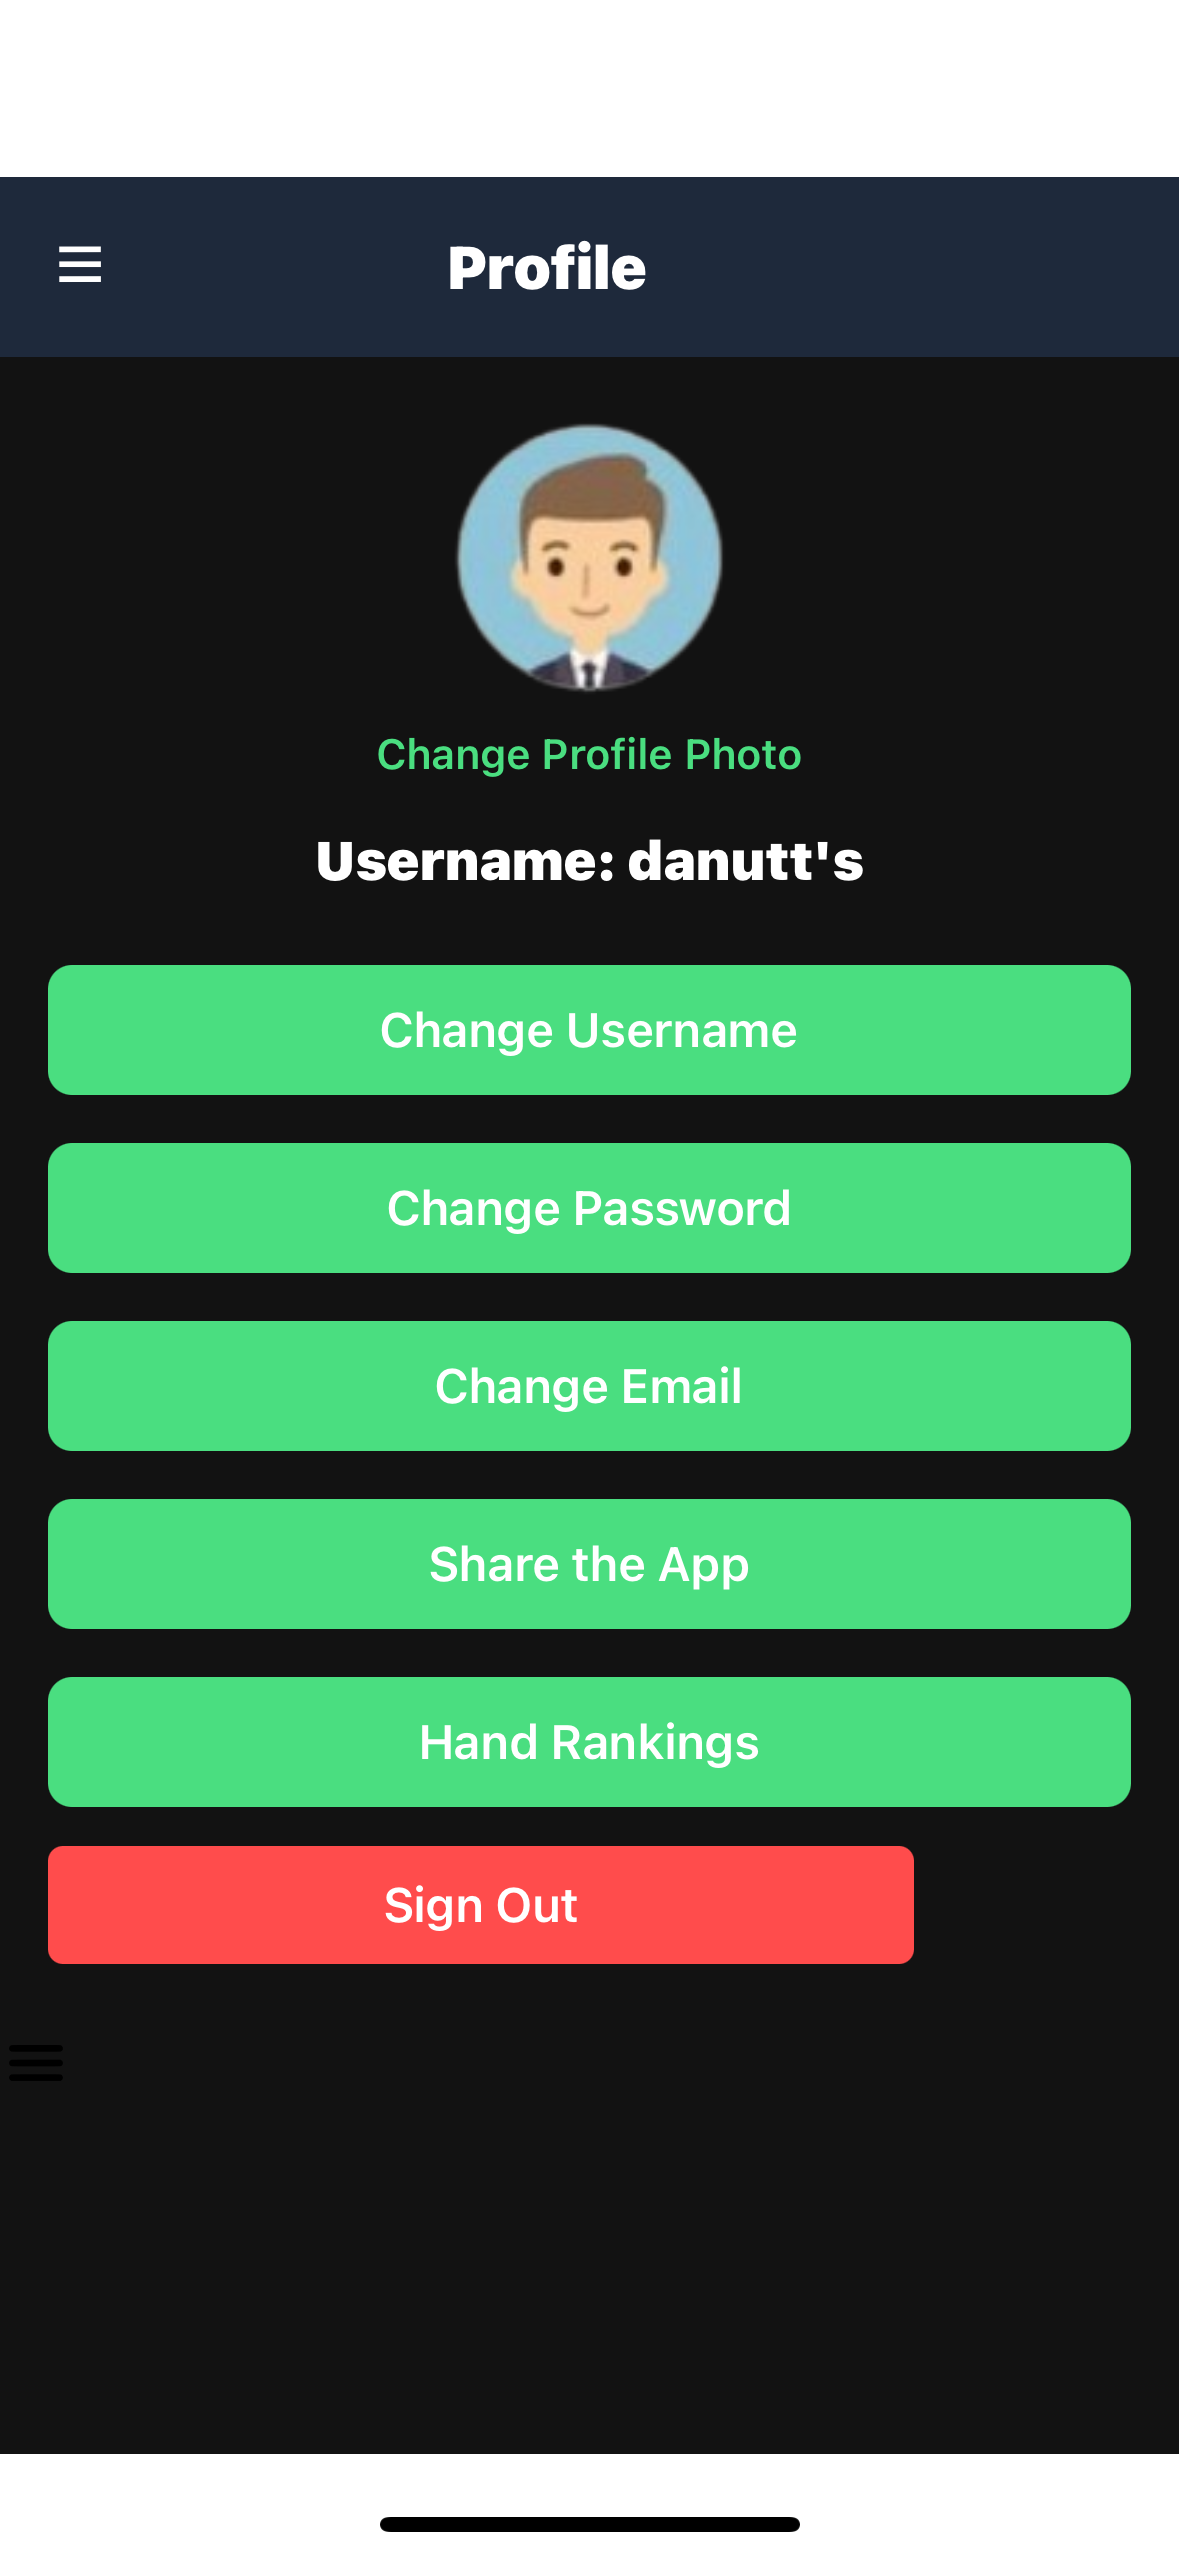 Profile
Change Profile Photo
Username: danutt's
Change Username
Change Password
Change Email
Share the App
Hand Rankings
Sign Out